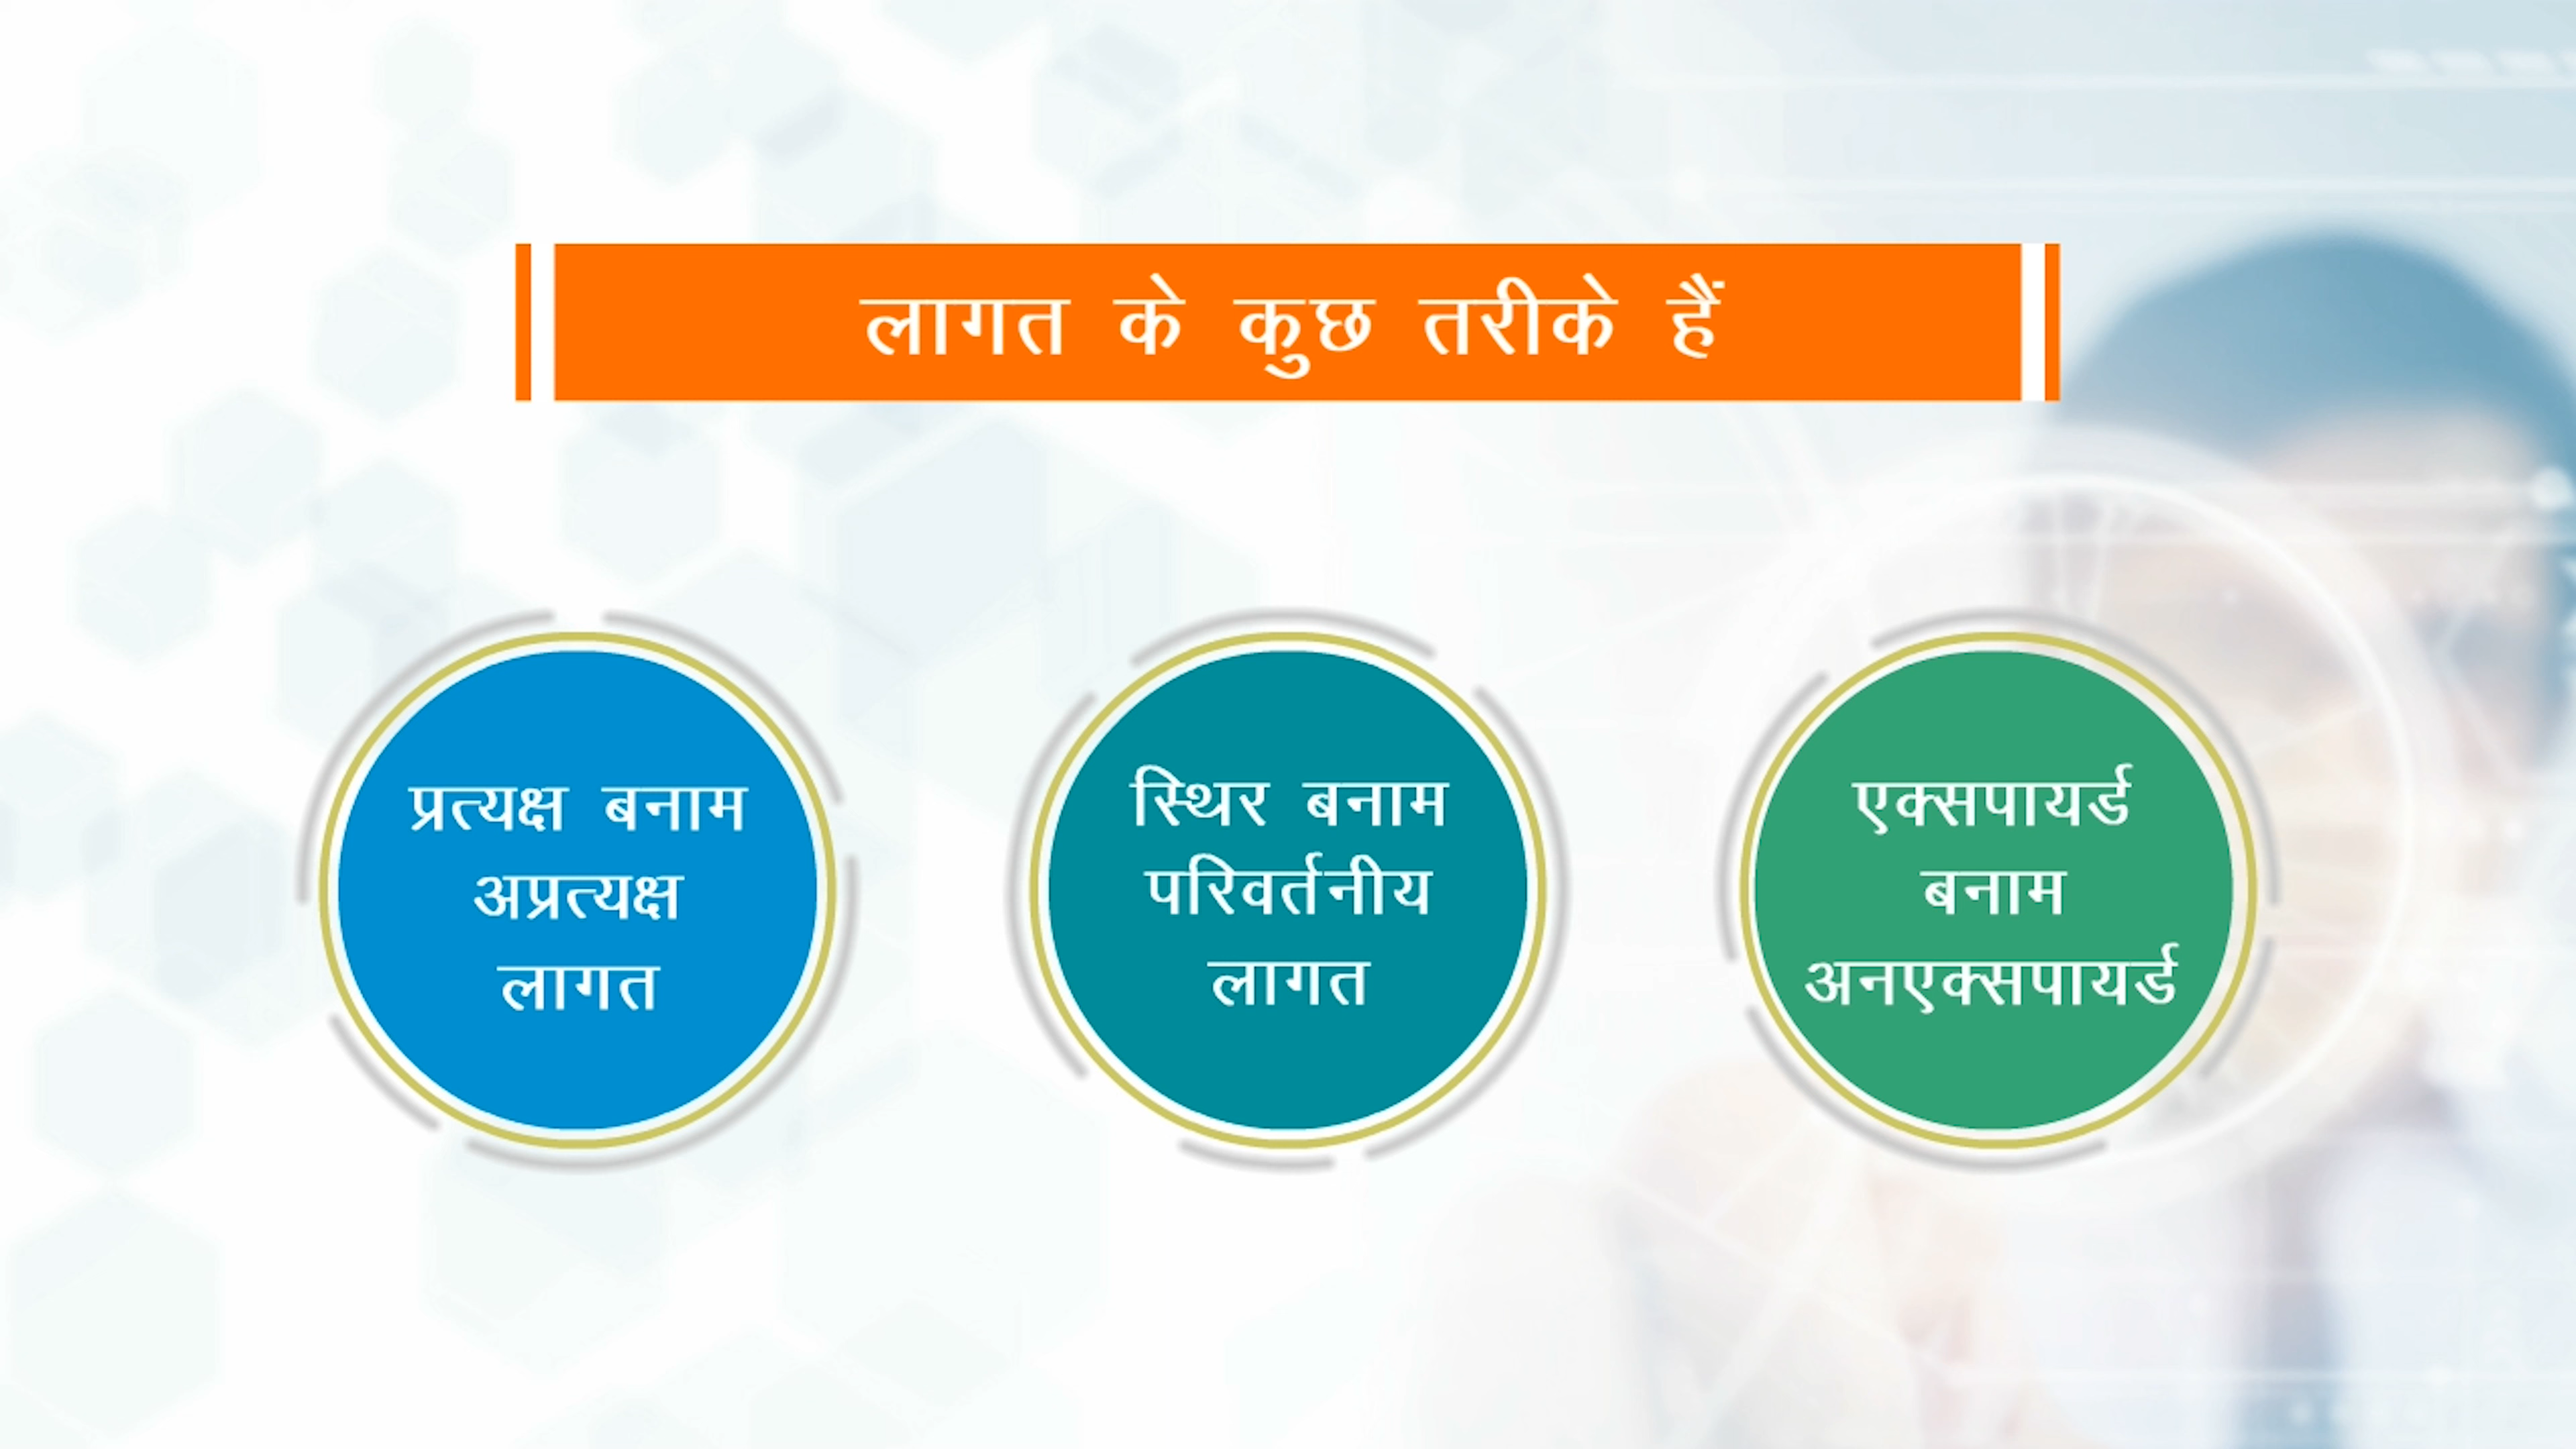 लागत के कुछ तरीके हैं
प्रत्यक्ष बनाम
अप्रत्यक्ष
लागत
स्थिर बनाम
परिवर्तनीय
लागत
एक्सपायर्ड
बनाम
अनएक्सपायर्ड